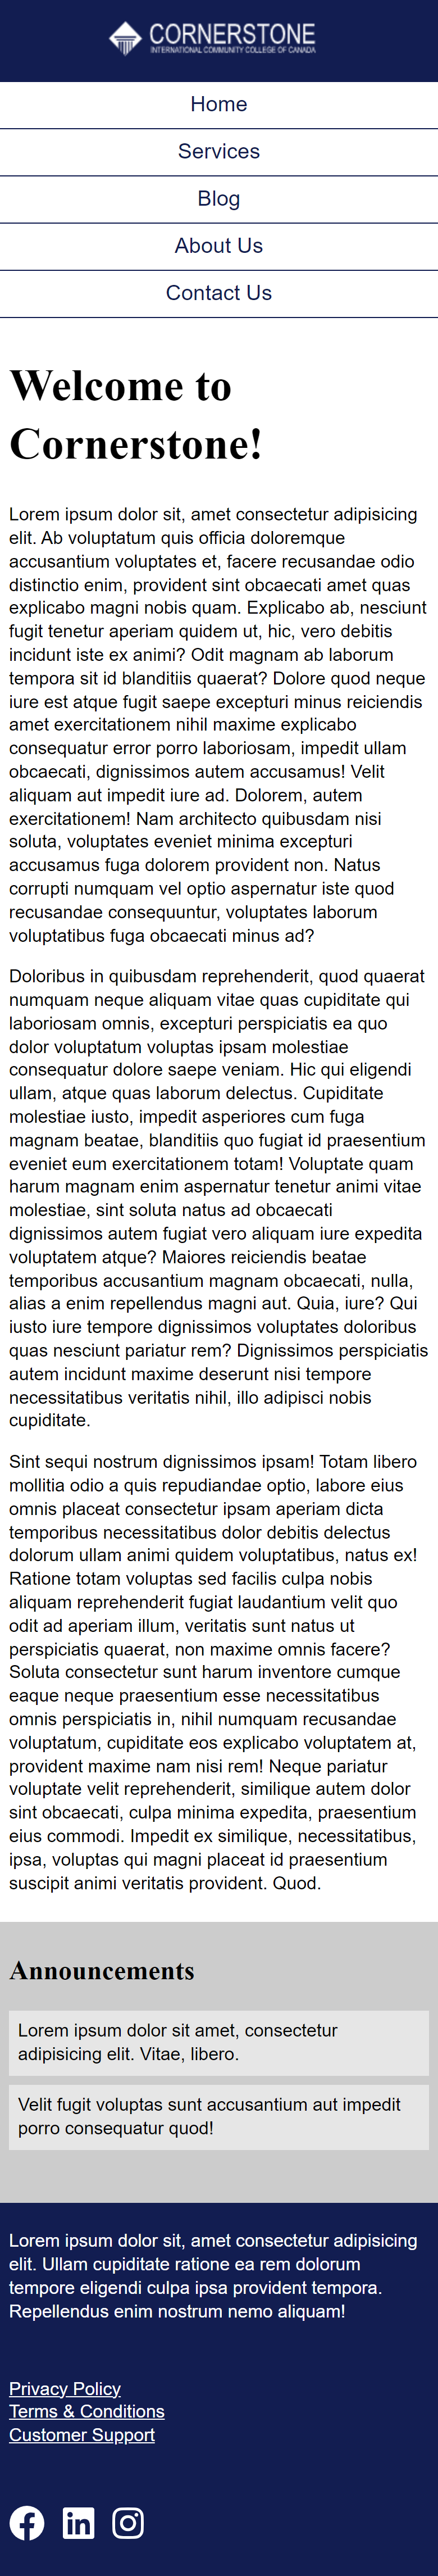 CORNERSTONE
INTERNATIONAL COMMUNITY COLLEGE OF CANADA
Home
Services
Blog
About Us
Contact Us
Welcome to
Cornerstone!
Lorem ipsum dolor sit, amet consectetur adipisicing
elit. Ab voluptatum quis officia doloremque
accusantium voluptates et, facere recusandae odio
distinctio enim, provident sint obcaecati amet quas
explicabo magni nobis quam. Explicabo ab, nesciunt
fugit tenetur aperiam quidem ut, hic, vero debitis
incidunt iste ex animi? Odit magnam ab laborum
tempora sit id blanditiis quaerat? Dolore quod neque
iure est atque fugit saepe excepturi minus reiciendis
amet exercitationem nihil maxime explicabo
consequatur error porro laboriosam, impedit ullam
obcaecati, dignissimos autem accusamus! Velit
aliquam aut impedit iure ad. Dolorem, autem
exercitationem! Nam architecto quibusdam nisi
soluta, voluptates eveniet minima excepturi
accusamus fuga dolorem provident non. Natus
corrupti numquam vel optio aspernatur iste quod
recusandae consequuntur, voluptates laborum
voluptatibus fuga obcaecati minus ad?
Doloribus in quibusdam reprehenderit, quod quaerat
numquam neque aliquam vitae quas cupiditate qui
laboriosam omnis, excepturi perspiciatis ea quo
dolor voluptatum voluptas ipsam molestiae
consequatur dolore saepe veniam. Hic qui eligendi
ullam, atque quas laborum delectus. Cupiditate
molestiae iusto, impedit asperiores cum fuga
magnam beatae, blanditiis quo fugiat id praesentium
eveniet eum exercitationem totam! Voluptate quam
harum magnam enim aspernatur tenetur animi vitae
molestiae, sint soluta natus ad obcaecati
dignissimos autem fugiat vero aliquam iure expedita
voluptatem atque? Maiores reiciendis beatae
temporibus accusantium magnam obcaecati, nulla,
alias a enim repellendus magni aut. Quia, iure? Qui
iusto iure tempore dignissimos voluptates doloribus
quas nesciunt pariatur rem? Dignissimos perspiciatis
autem incidunt maxime deserunt nisi tempore
necessitatibus veritatis nihil, illo adipisci nobis
cupiditate.
Sint sequi nostrum dignissimos ipsam! Totam libero
mollitia odio a quis repudiandae optio, labore eius
omnis placeat consectetur ipsam aperiam dicta
temporibus necessitatibus dolor debitis delectus
dolorum ullam animi quidem voluptatibus, natus ex!
Ratione totam voluptas sed facilis culpa nobis
aliquam reprehenderit fugiat laudantium velit quo
odit ad aperiam illum, veritatis sunt natus ut
perspiciatis quaerat, non maxime omnis facere?
Soluta consectetur sunt harum inventore cumque
eaque neque praesentium esse necessitatibus
omnis perspiciatis in, nihil numquam recusandae
voluptatum, cupiditate eos explicabo voluptatem at,
provident maxime nam nisi rem! Neque pariatur
voluptate velit reprehenderit, similique autem dolor
sint obcaecati, culpa minima expedita, praesentium
eius commodi. Impedit ex similique, necessitatibus,
ipsa, voluptas qui magni placeat id praesentium
suscipit animi veritatis provident. Quod.
Announcements
Lorem ipsum dolor sit amet, consectetur
adipisicing elit. Vitae, libero.
Velit fugit voluptas sunt accusantium aut impedit
porro consequatur quod!
Lorem ipsum dolor sit, amet consectetur adipisicing
elit. Ullam cupiditate ratione ea rem dolorum
tempore eligendi culpa ipsa provident tempora.
Repellendus enim nostrum nemo aliquam!
Privacy Policy
Terms & Conditions
Customer Support